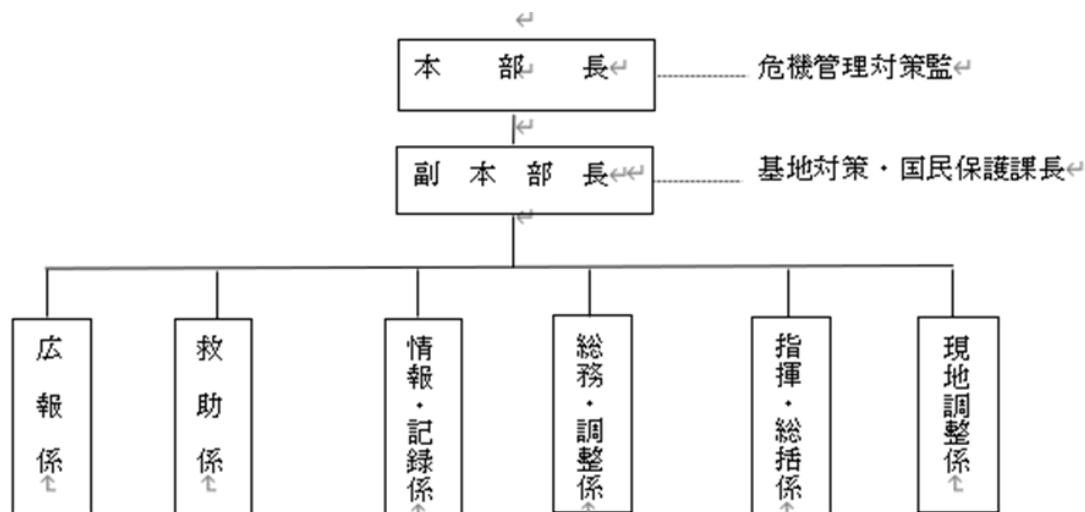 本部長
危機管理対策監
副本部長
基地対策・国民保護課長
広報係
救助係
情報・記録係
総務・調整係
指揮・総括係
現地調整係